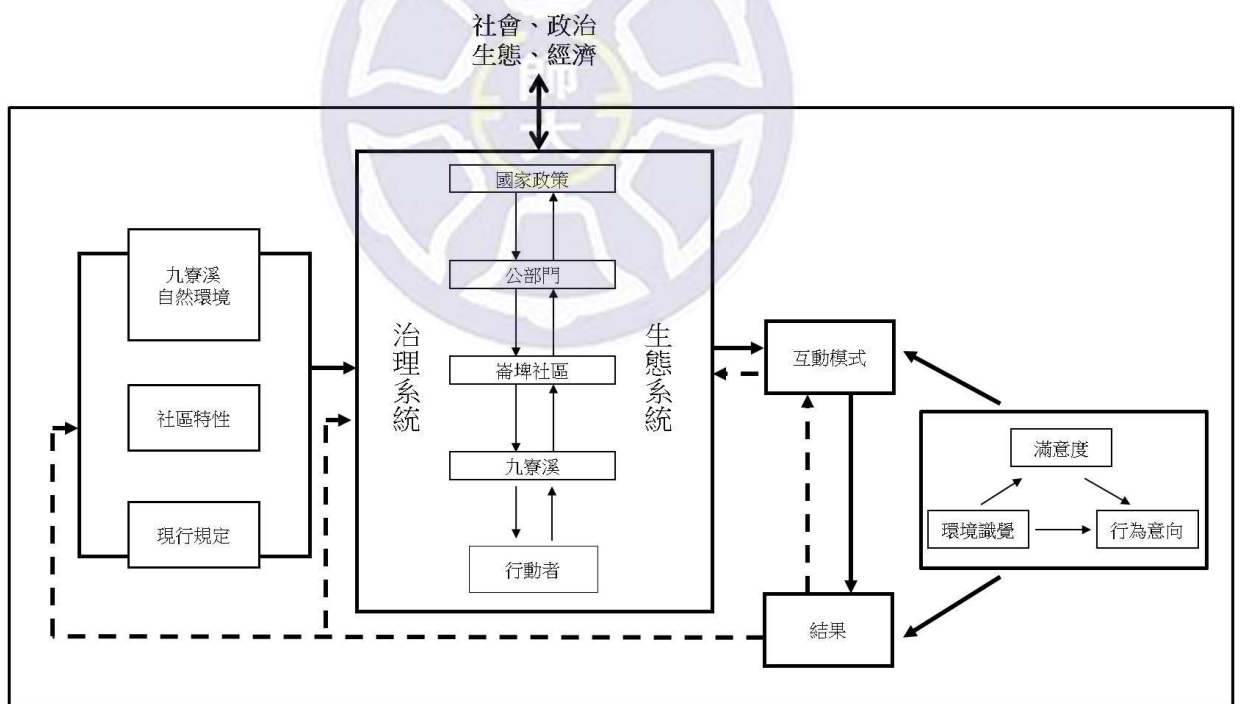 社會、政治
生態、經濟
九寮溪
自然環境
社區特性
現行規定
治理系統
國家政策
公部門
崙埤社區
九寮溪
行動者
生態系統
互動模式
結果
滿意度
環境識覺
行為意向
師大